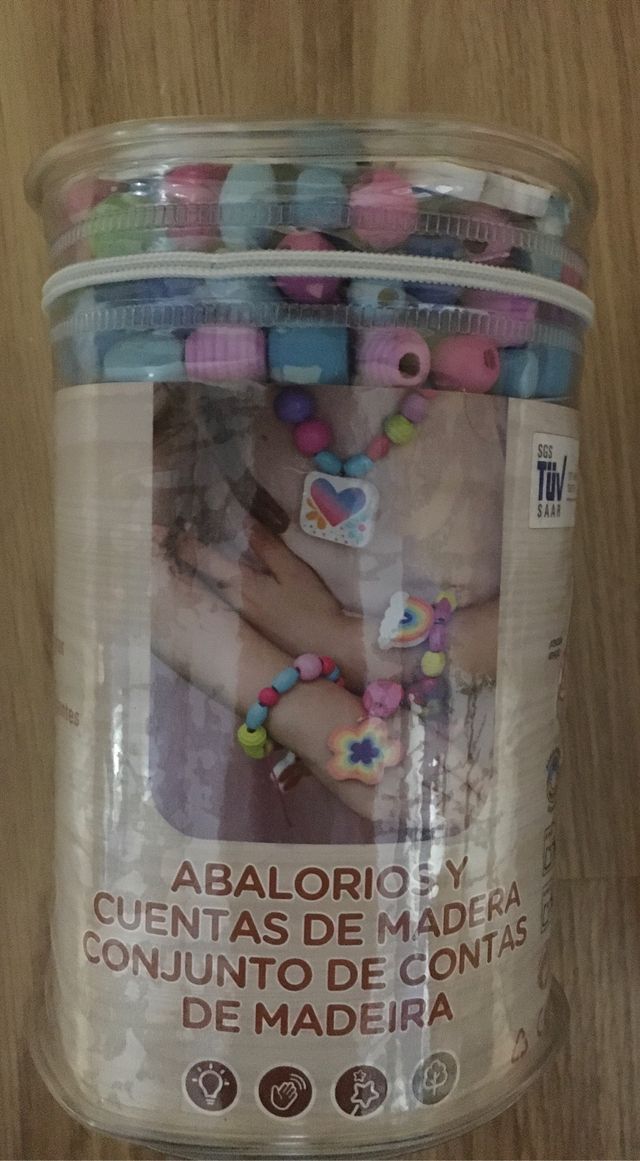 SGS
TÜV
SAAR
ABALORIOS Y
CUENTAS DE MADERA
CONJUNTO DE CONTAS
DE MADEIRA